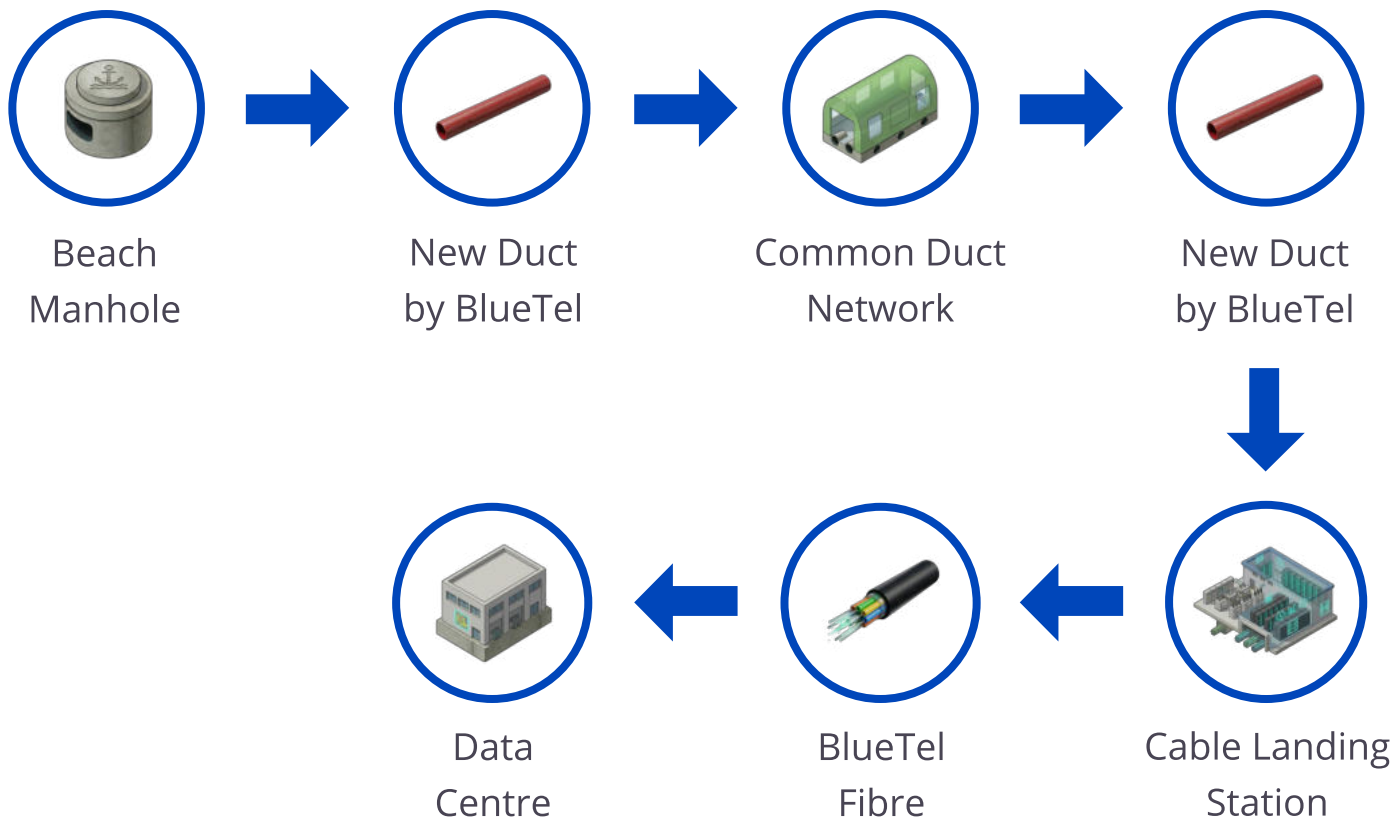 Beach
Manhole
New Duct
by BlueTel
Common Duct
Network
New Duct
by BlueTel
Cable Landing
Station
BlueTel
Fibre
Data
Centre